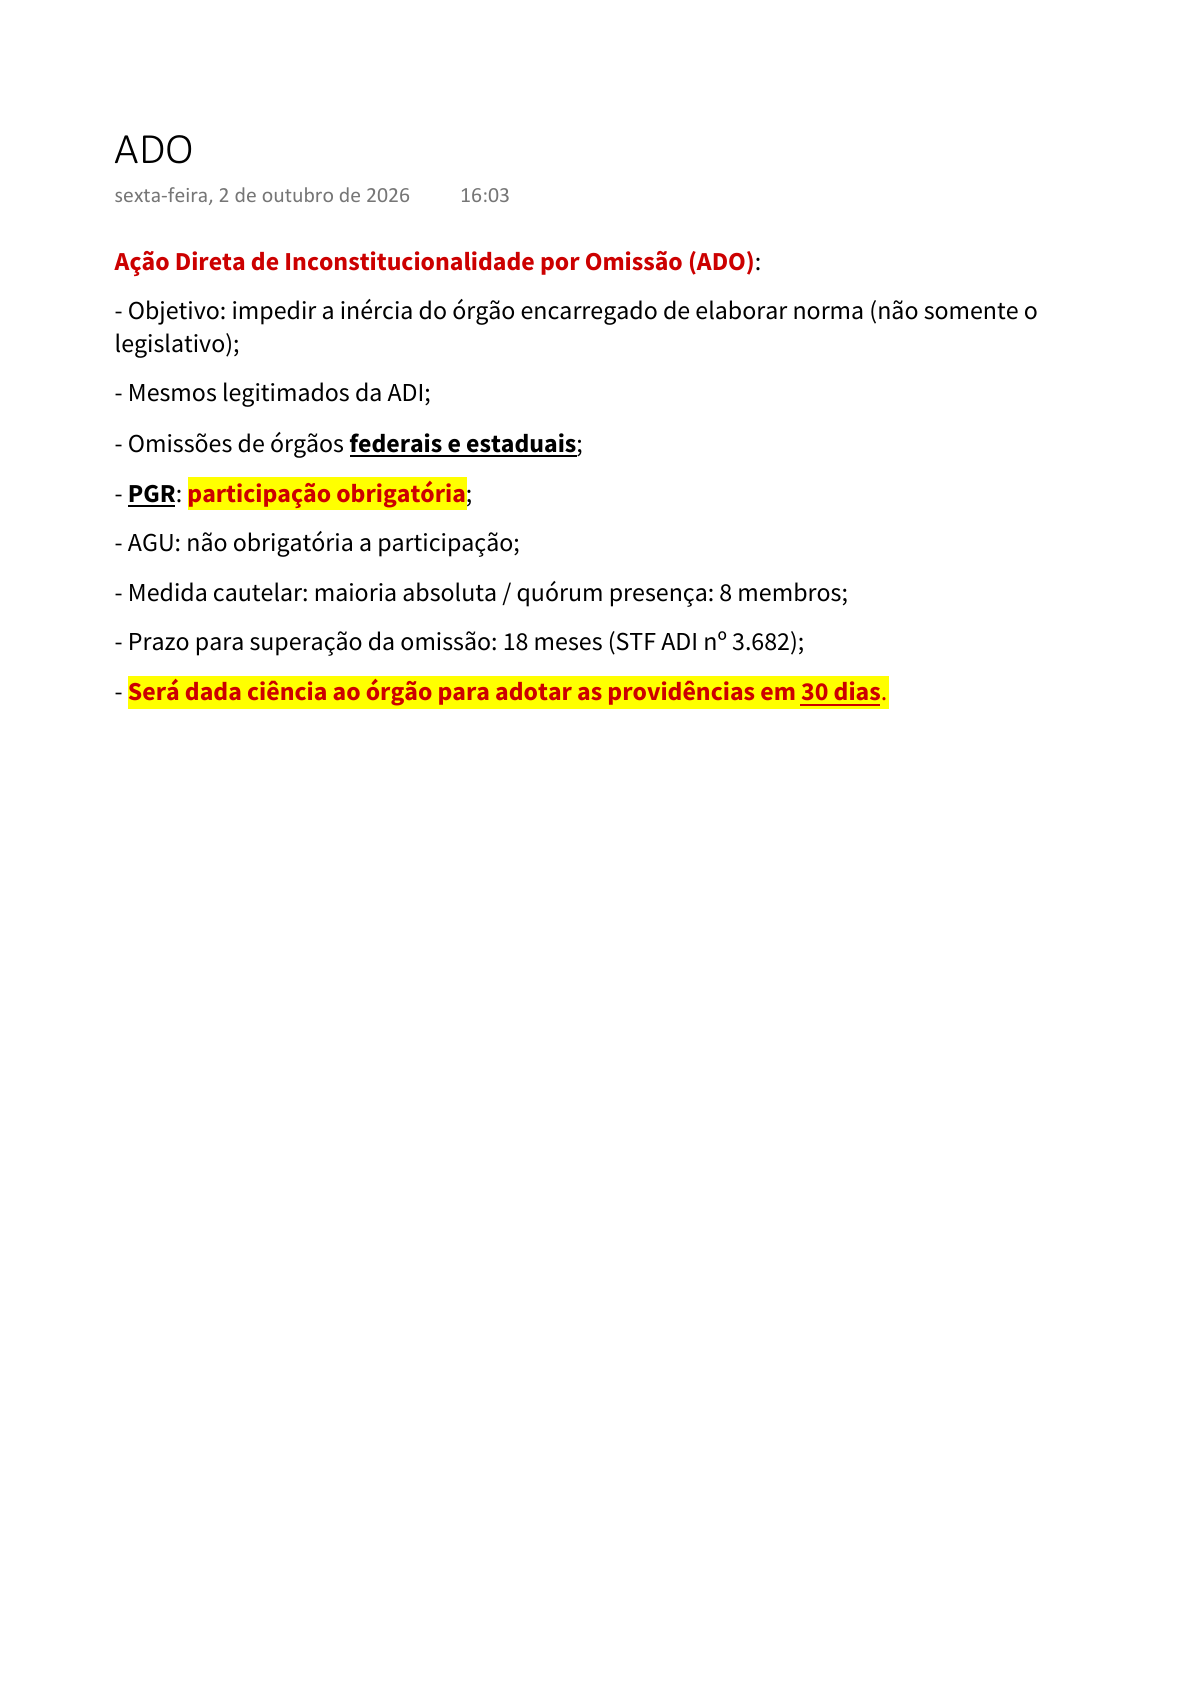 ADO
sexta-feira, 2 de outubro de 2026 16:03
Ação Direta de Inconstitucionalidade por Omissão (ADO):
- Objetivo: impedir a inércia do órgão encarregado de elaborar norma (não somente o
legislativo);
- Mesmos legitimados da ADI;
- Omissões de órgãos federais e estaduais;
- PGR: participação obrigatória;
- AGU: não obrigatória a participação;
- Medida cautelar: maioria absoluta / quórum presença: 8 membros;
- Prazo para superação da omissão: 18 meses (STF ADI nº 3.682);
- Será dada ciência ao órgão para adotar as providências em 30 dias.